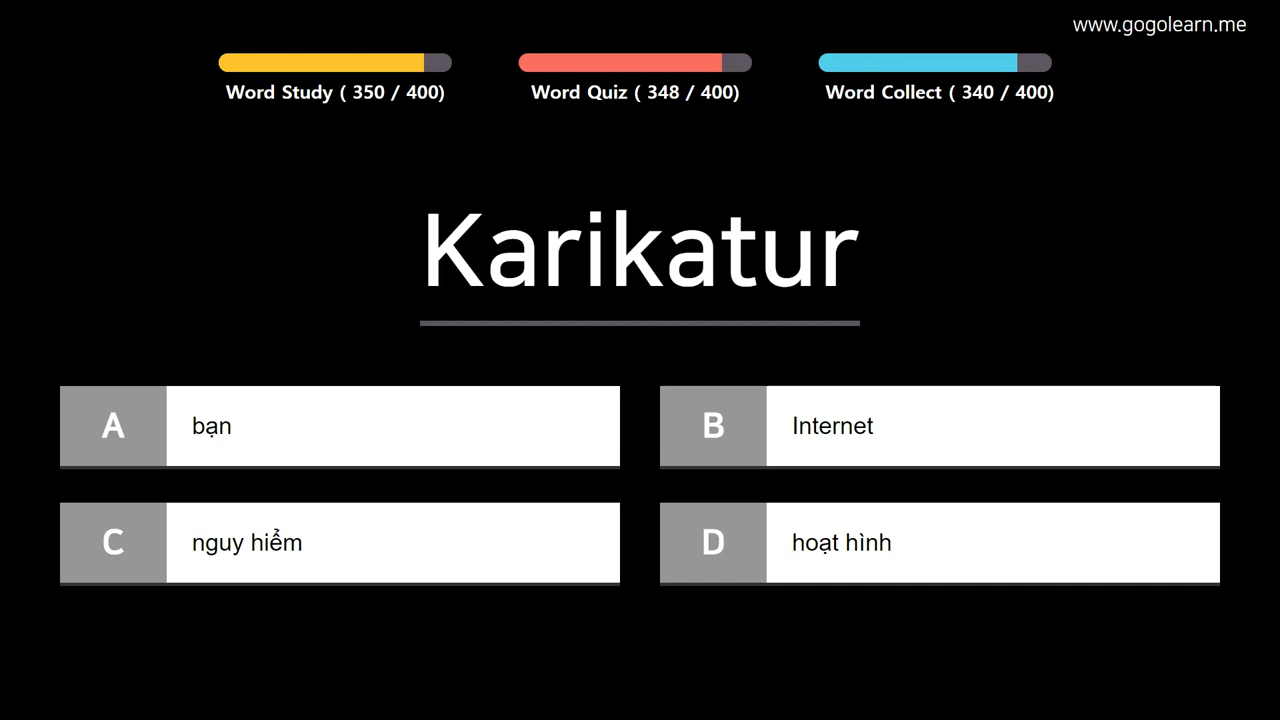 www.gogolearn.me
Word Study ( 350 / 400)
Word Quiz ( 348 / 400)
Word Collect ( 340 / 400)
Karikatur
A bạn
B Internet
C nguy hiểm
D hoạt hình